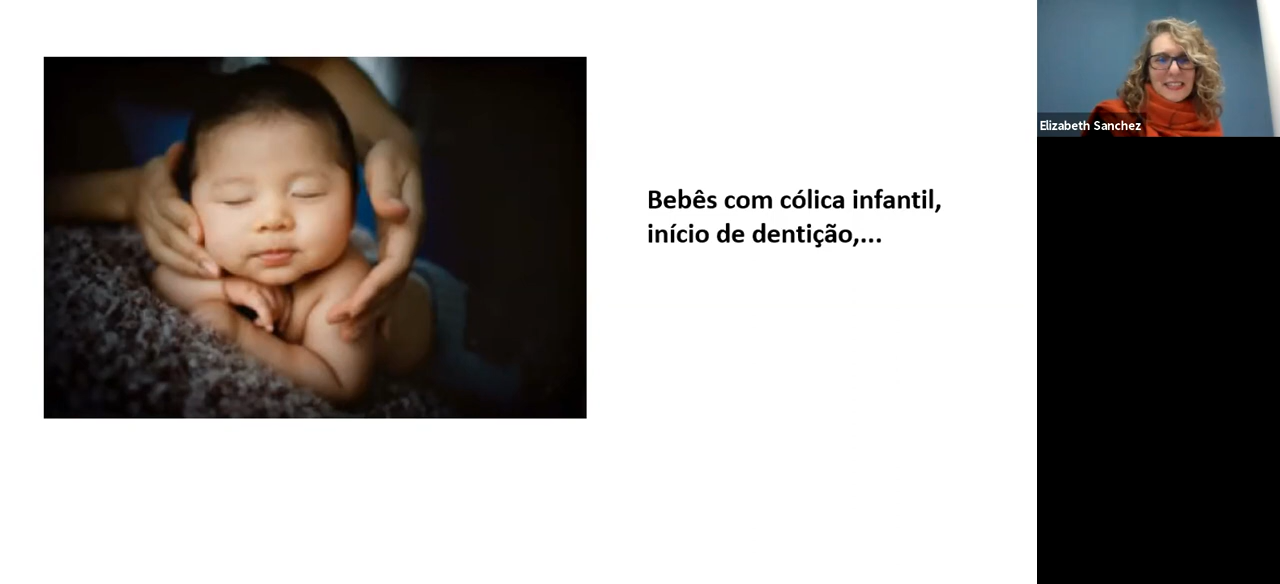 Bebês com cólica infantil,
início de dentição,...
Elizabeth Sanchez